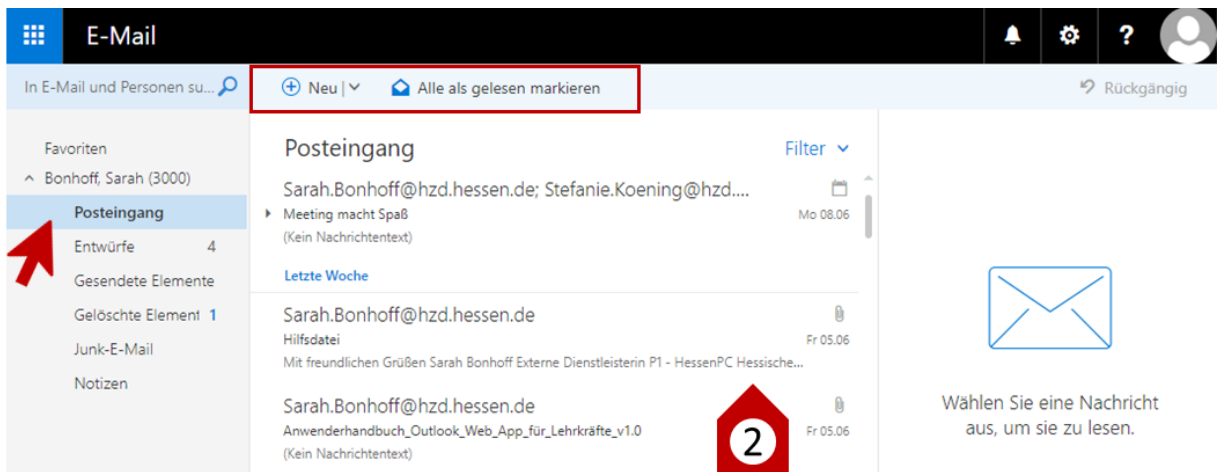 E-Mail
?
In E-Mail und Personen su...
Neu
Alle als gelesen markieren
Rückgängig
Favoriten
Bonhoff, Sarah (3000)
Posteingang
Entwürfe 4
Gesendete Elemente
Gelöschte Element 1
Junk-E-Mail
Notizen
Posteingang
Filter
Sarah.Bonhoff@hzd.hessen.de; Stefanie.Koening@hzd....
Meeting macht Spaß
Mo 08.06
(Kein Nachrichtentext)
Letzte Woche
Sarah.Bonhoff@hzd.hessen.de
Hilfsdatei
Fr 05.06
Mit freundlichen Grüßen Sarah Bonhoff Externe Dienstleisterin P1 - HessenPC Hessische...
Sarah.Bonhoff@hzd.hessen.de
Anwenderhandbuch_Outlook_Web_App_für_Lehrkräfte_v1.0
Fr 05.06
(Kein Nachrichtentext)
2
Wählen Sie eine Nachricht
aus, um sie zu lesen.